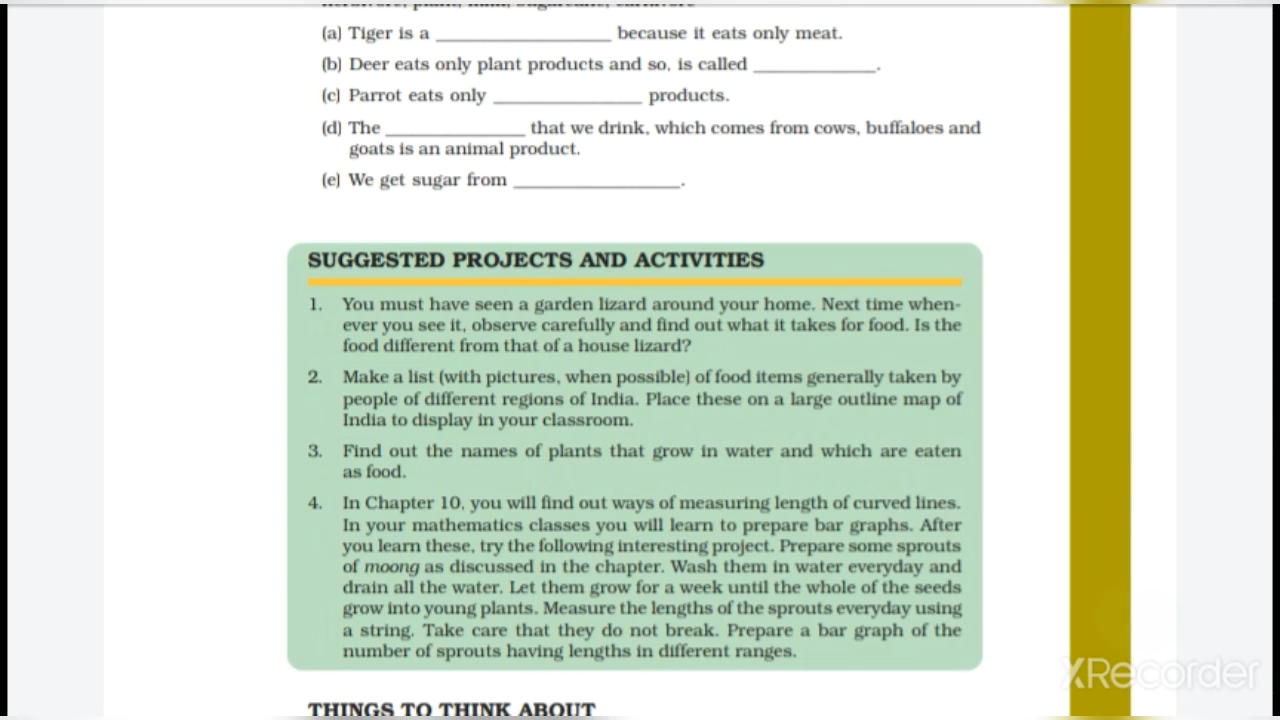 (a) Tiger is a ____________ because it eats only meat.
(b) Deer eats only plant products and so, is called ____________.
(c) Parrot eats only ____________ products.
(d) The ____________ that we drink, which comes from cows, buffaloes and
goats is an animal product.
(e) We get sugar from ____________.
SUGGESTED PROJECTS AND ACTIVITIES
1. You must have seen a garden lizard around your home. Next time when-
ever you see it, observe carefully and find out what it takes for food. Is the
food different from that of a house lizard?
2. Make a list (with pictures, when possible) of food items generally taken by
people of different regions of India. Place these on a large outline map of
India to display in your classroom.
3. Find out the names of plants that grow in water and which are eaten
as food.
4. In Chapter 10, you will find out ways of measuring length of curved lines.
In your mathematics classes you will learn to prepare bar graphs. After
you learn these, try the following interesting project. Prepare some sprouts
of moong as discussed in the chapter. Wash them in water everyday and
drain all the water. Let them grow for a week until the whole of the seeds
grow into young plants. Measure the lengths of the sprouts everyday using
a string. Take care that they do not break. Prepare a bar graph of the
number of sprouts having lengths in different ranges.
XRecorder
THINGS TO THINK ABOUT